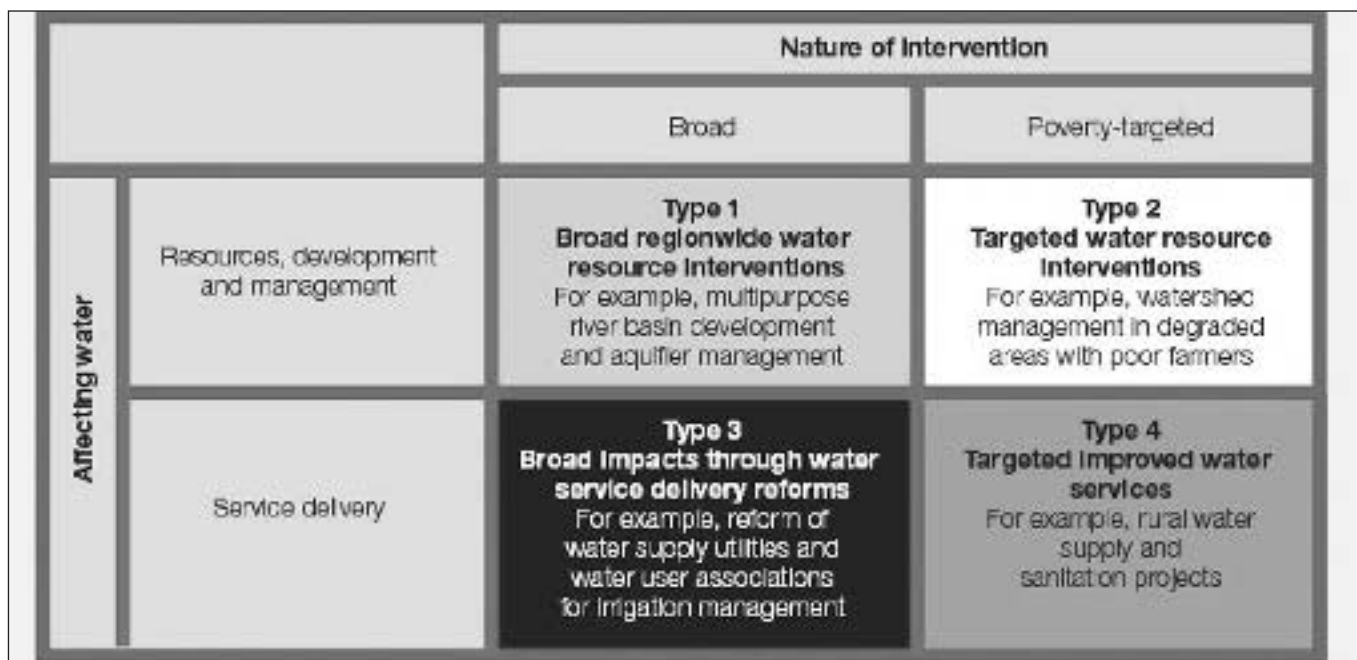 Nature of Intervention
Broad
Poverty-targeted
Affecting water
Resources, development
and management
Type 1
Broad regionwide water
resource interventions
For example, multipurpose
river basin development
and aquifier management
Type 2
Targeted water resource
interventions
For example, watershed
management in degraded
areas with poor farmers
Service delivery
Type 3
Broad impacts through water
service delivery reforms
For example, reform of
water supply utilities and
water user associations
for irrigation management
Type 4
Targeted improved water
services
For example, rural water
supply and
sanitation projects